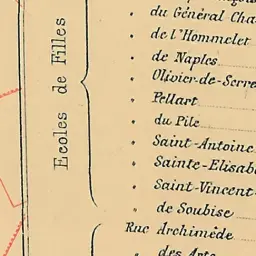 Ecoles de Filles
" du Général Cha
" de l'Hommelet
" de Naples
" Olivier-de-Serre
" Pellart
" du Pile
" Saint-Antoine
" Sainte-Elisab
" Saint-Vincent-
" de Soubise
Rue Archimède
" des Arts